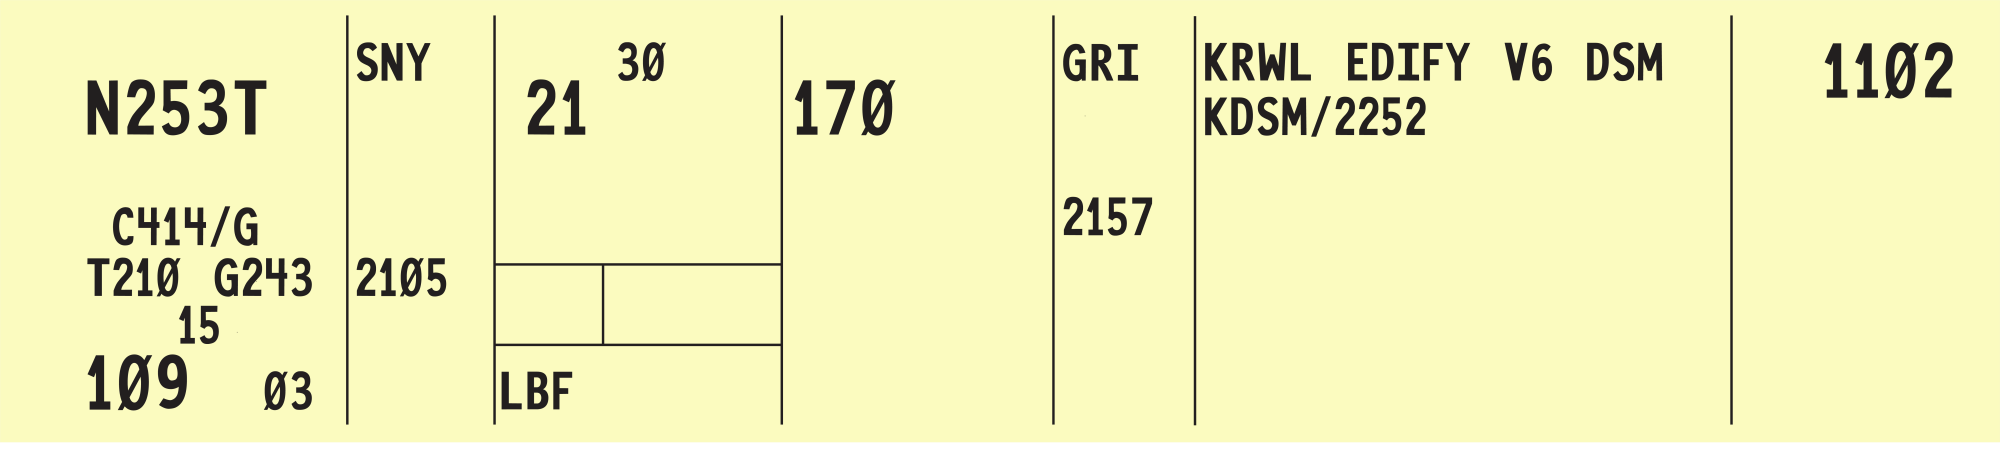 N253T
C414/G
T210 G243
15
109 03
SNY
2105
21 30
LBF
170
GRI
2157
KRWL EDIFY V6 DSM
KDSM/2252
1102